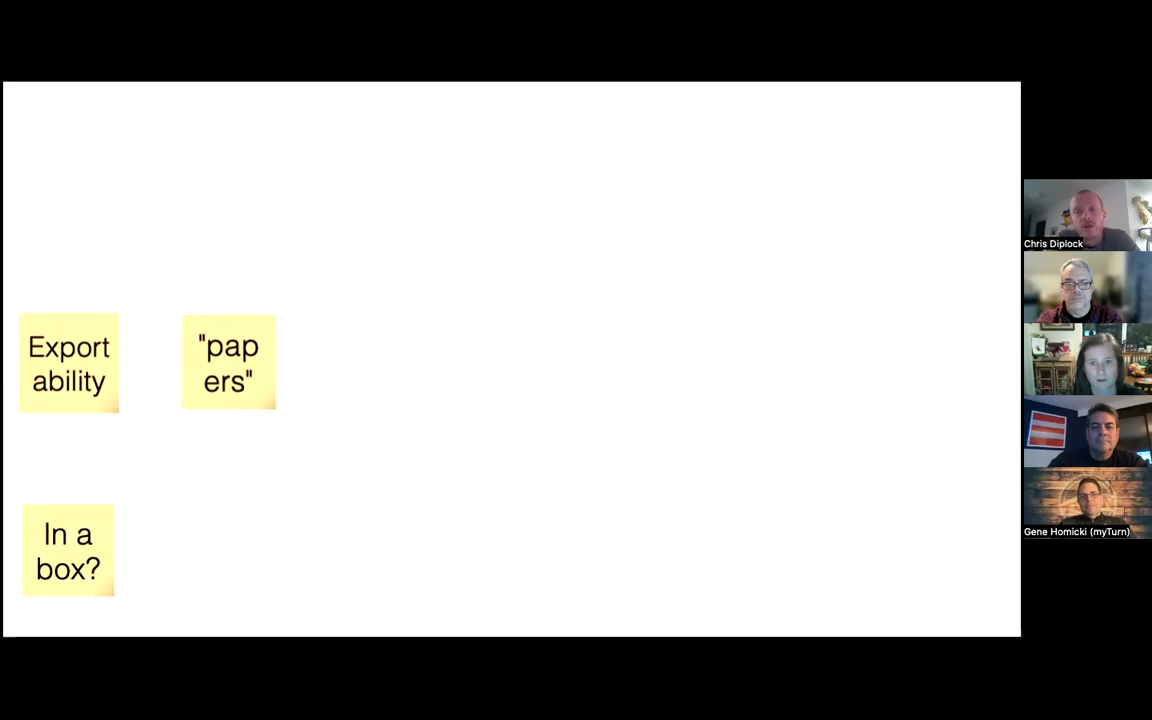 Export
ability
"pap
ers"
In a
box?
Chris Diplock
Gene Homicki (myTurn)